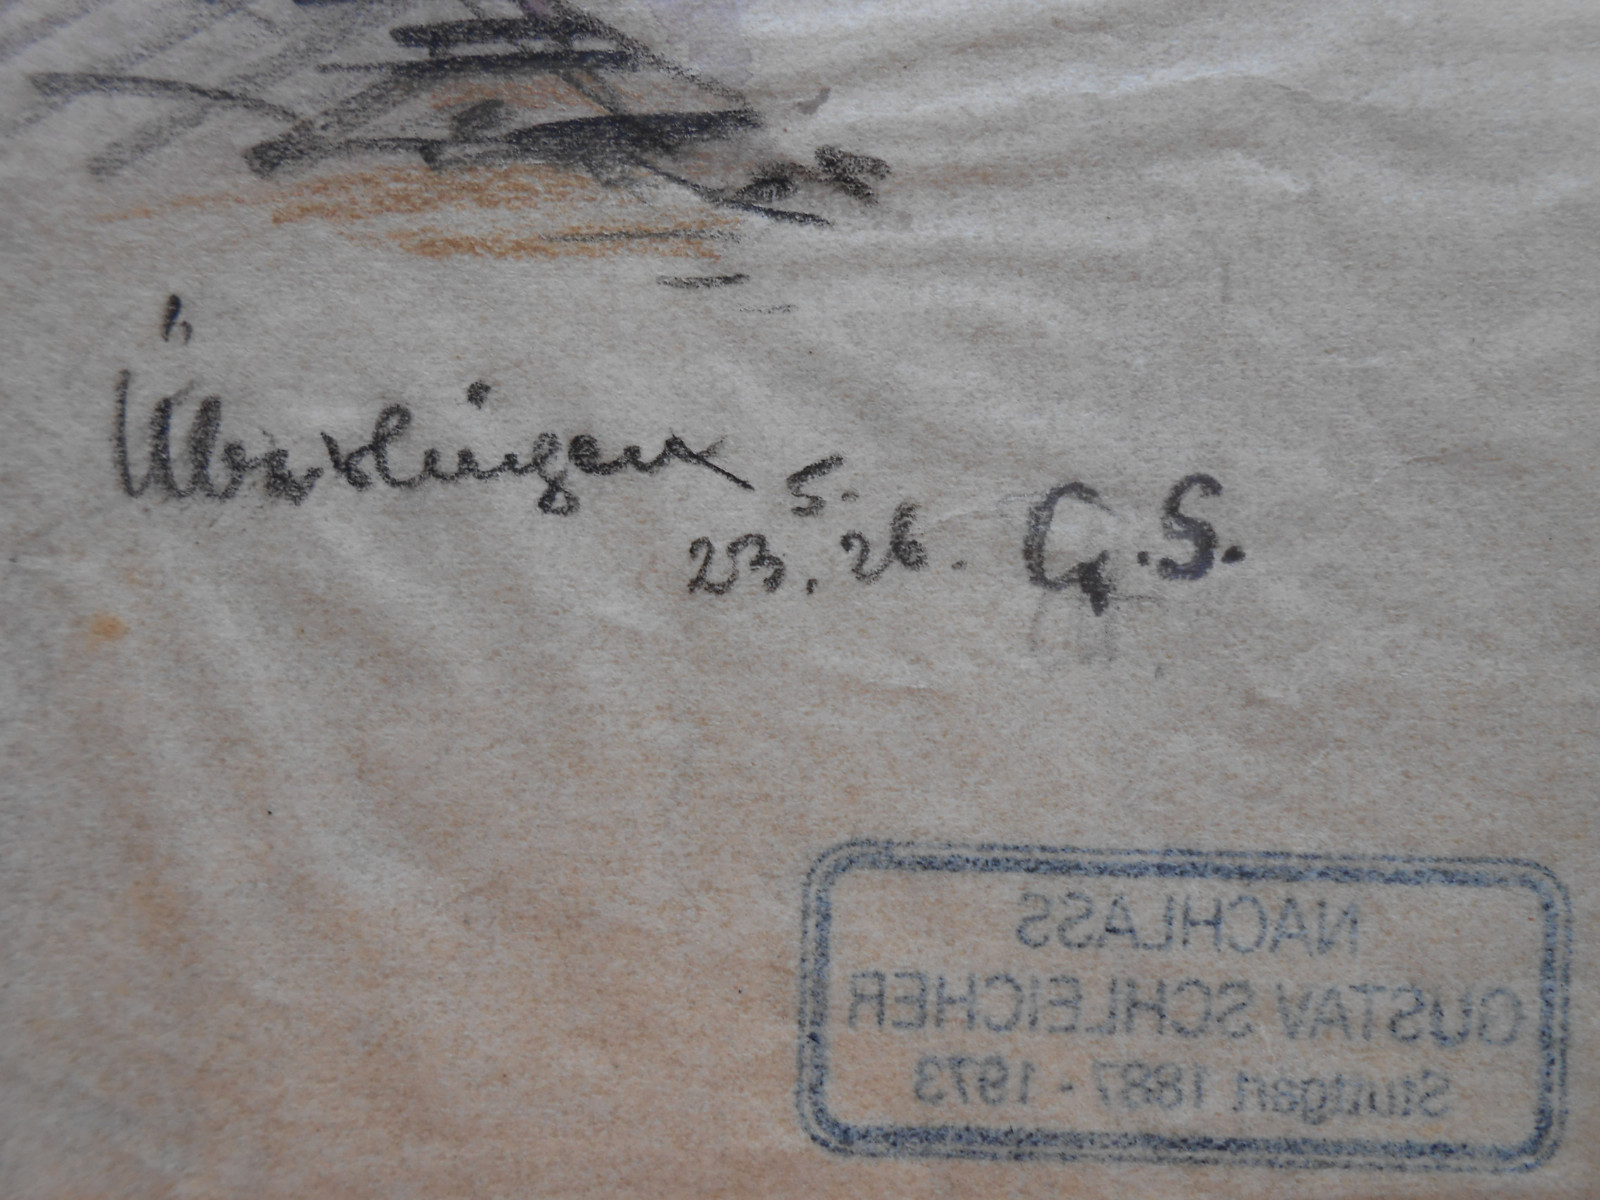 Überlingen
23. 5. 26. G.S.
NACHLASS
GUSTAV SCHLEICHER
Stuttgart 1887 - 1973